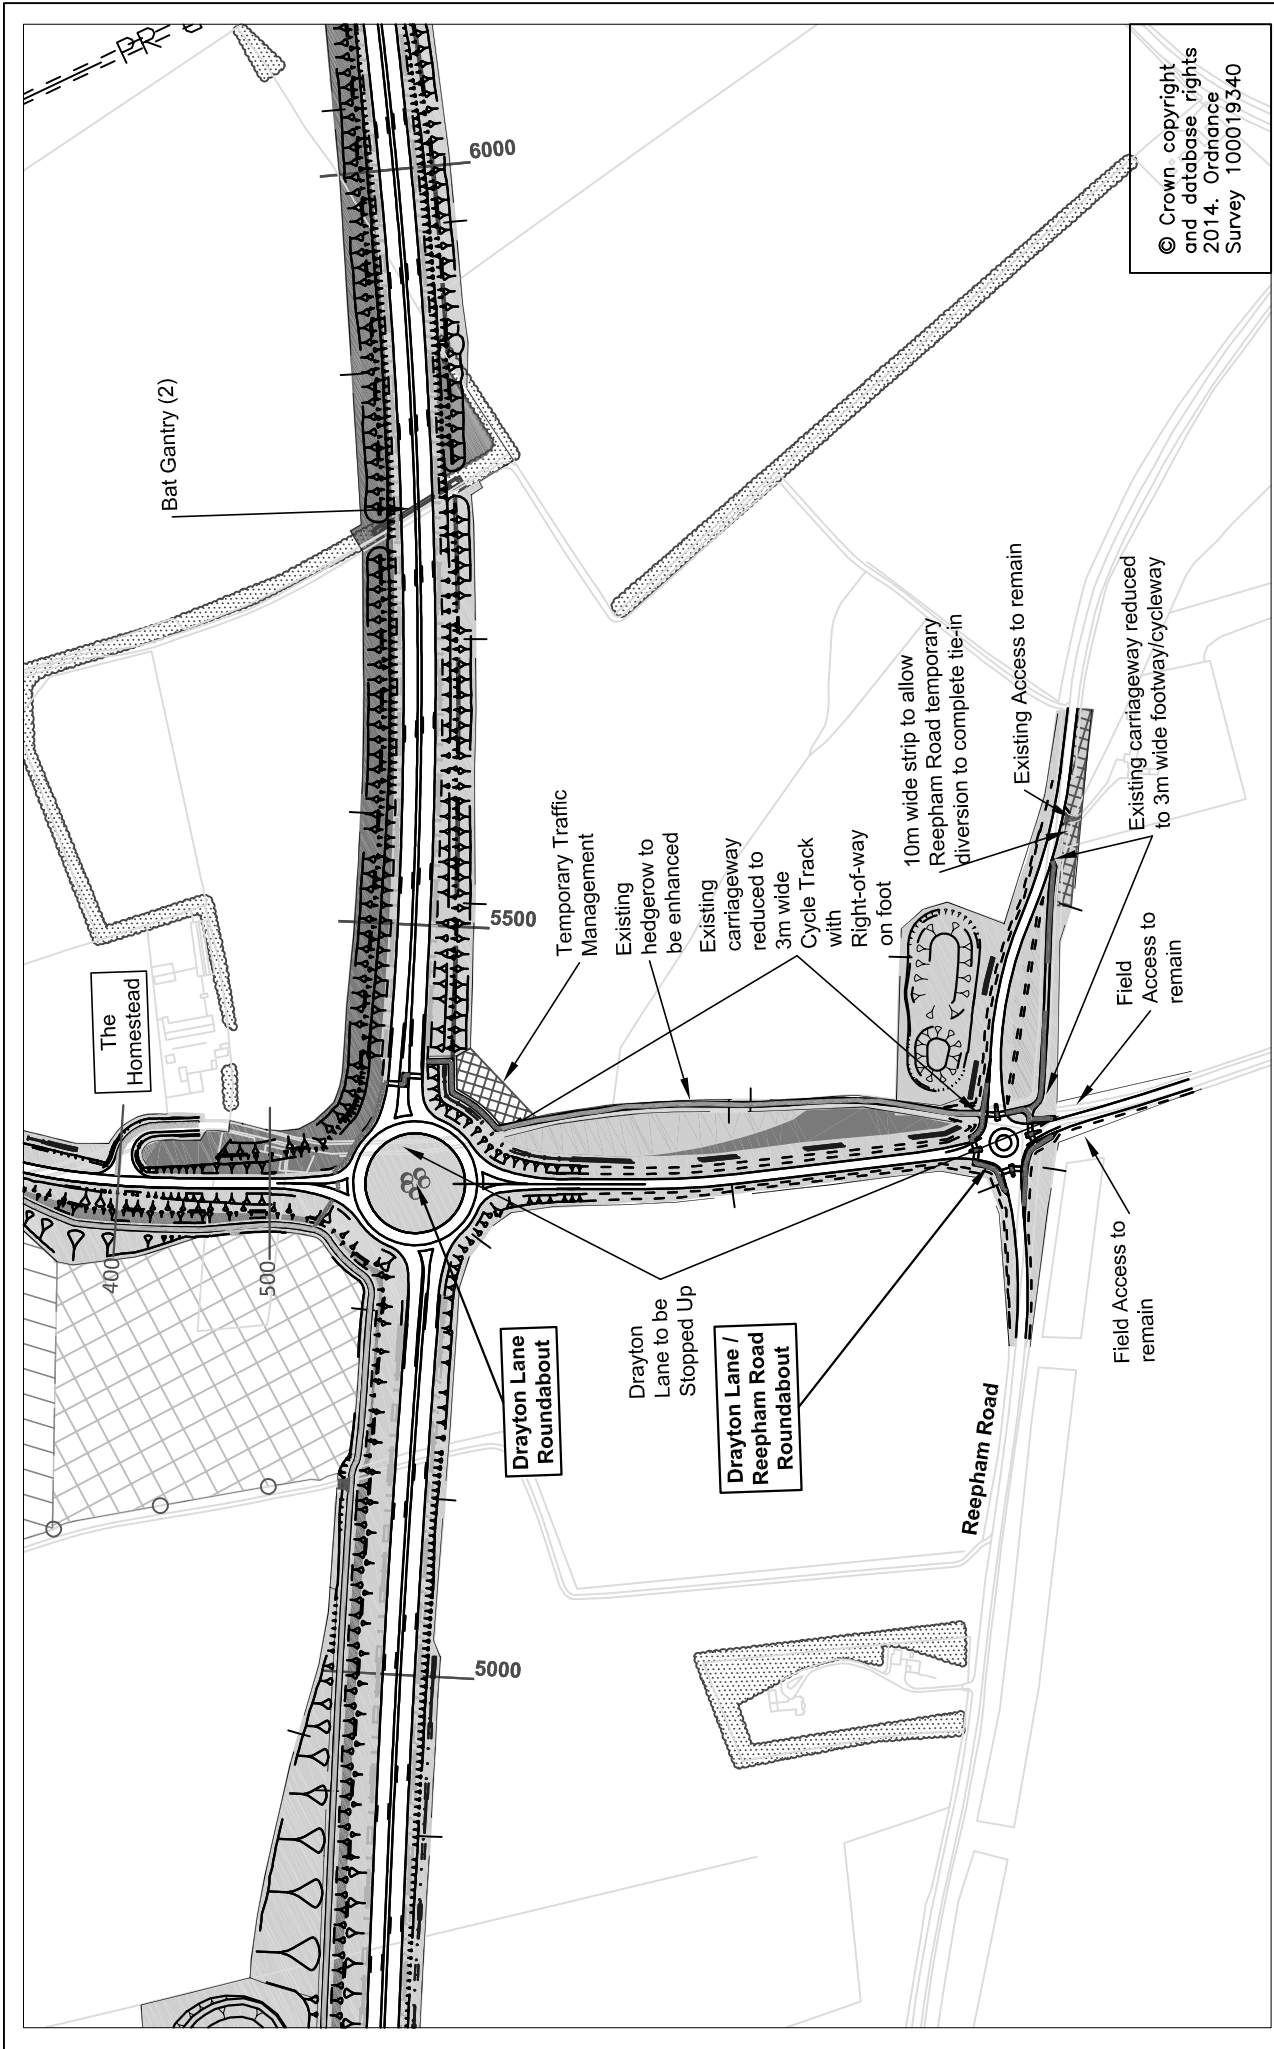 PR
6000
© Crown copyright
and database rights
2014. Ordnance
Survey 100019340
Bat Gantry (2)
5500
The
Homestead
Temporary Traffic
Management
Existing
hedgerow to
be enhanced
Existing
carriageway
reduced to
3m wide
Cycle Track
with
Right-of-way
on foot
10m wide strip to allow
Reepham Road temporary
diversion to complete tie-in
Existing Access to remain
Existing carriageway reduced
to 3m wide footway/cycleway
Field
Access to
remain
400
500
Drayton Lane
Roundabout
Drayton
Lane to be
Stopped Up
Drayton Lane /
Reepham Road
Roundabout
Field Access to
remain
Reepham Road
5000